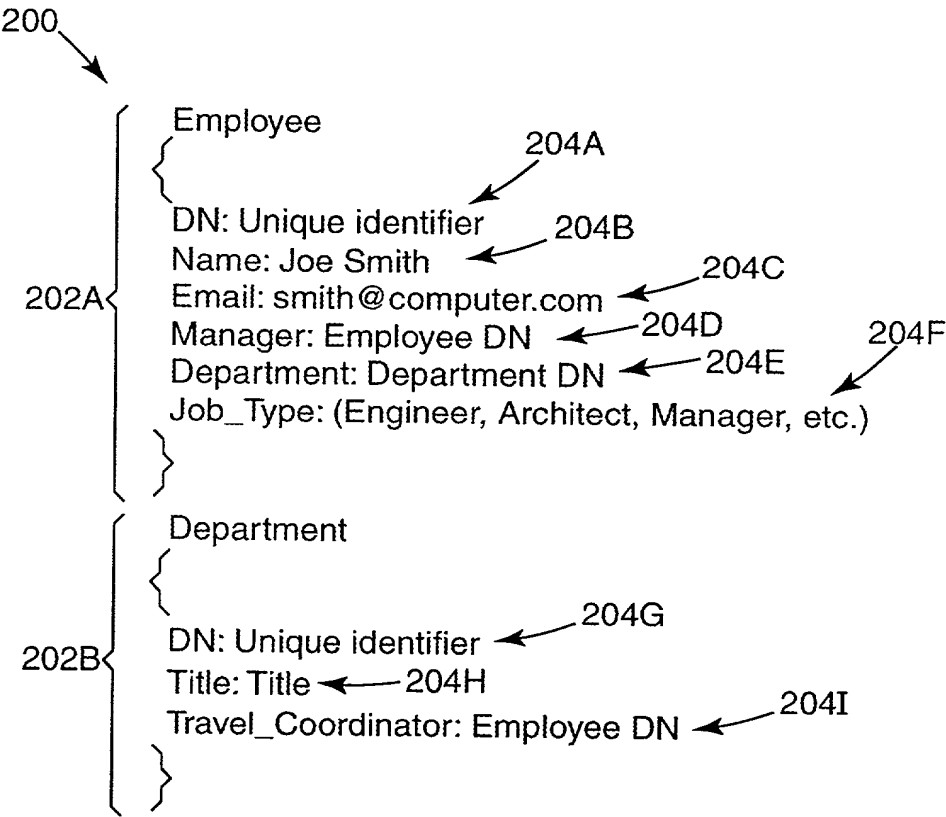 200
Employee
{
204A
DN: Unique identifier
204B
Name: Joe Smith
204C
Email: smith@computer.com
202A
204D
Manager: Employee DN
204F
204E
Department: Department DN
Job_Type: (Engineer, Architect, Manager, etc.)
}
Department
{
204G
DN: Unique identifier
202B
Title: Title
204H
204I
Travel_Coordinator: Employee DN
}